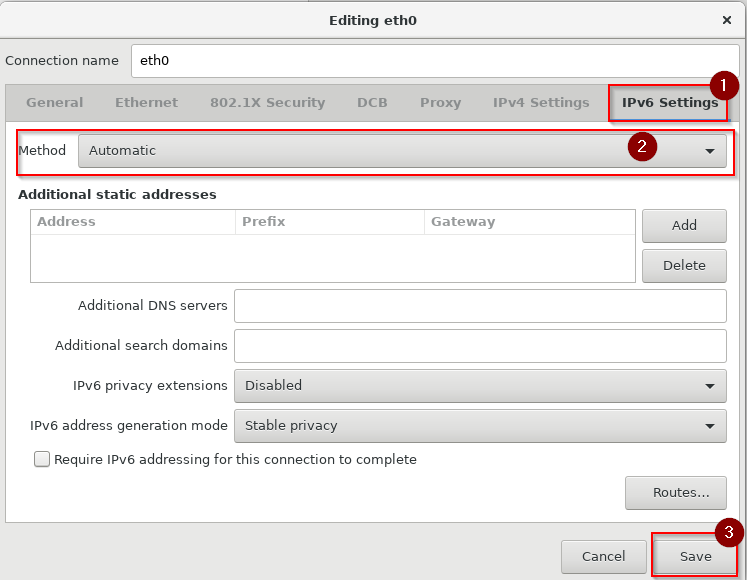 Editing eth0 ×
Connection name eth0
General Ethernet 802.1X Security DCB Proxy IPv4 Settings IPv6 Settings 1
Method Automatic 2
Additional static addresses
Address Prefix Gateway Add
Delete
Additional DNS servers
Additional search domains
IPv6 privacy extensions Disabled
IPv6 address generation mode Stable privacy
Require IPv6 addressing for this connection to complete
Routes...
3
Cancel Save